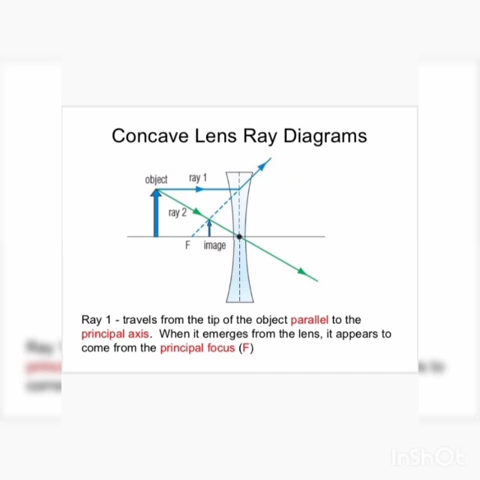 Concave Lens Ray Diagrams
object ray 1
ray 2
F image
Ray 1 - travels from the tip of the object parallel to the
principal axis. When it emerges from the lens, it appears to
come from the principal focus (F)
InShOt